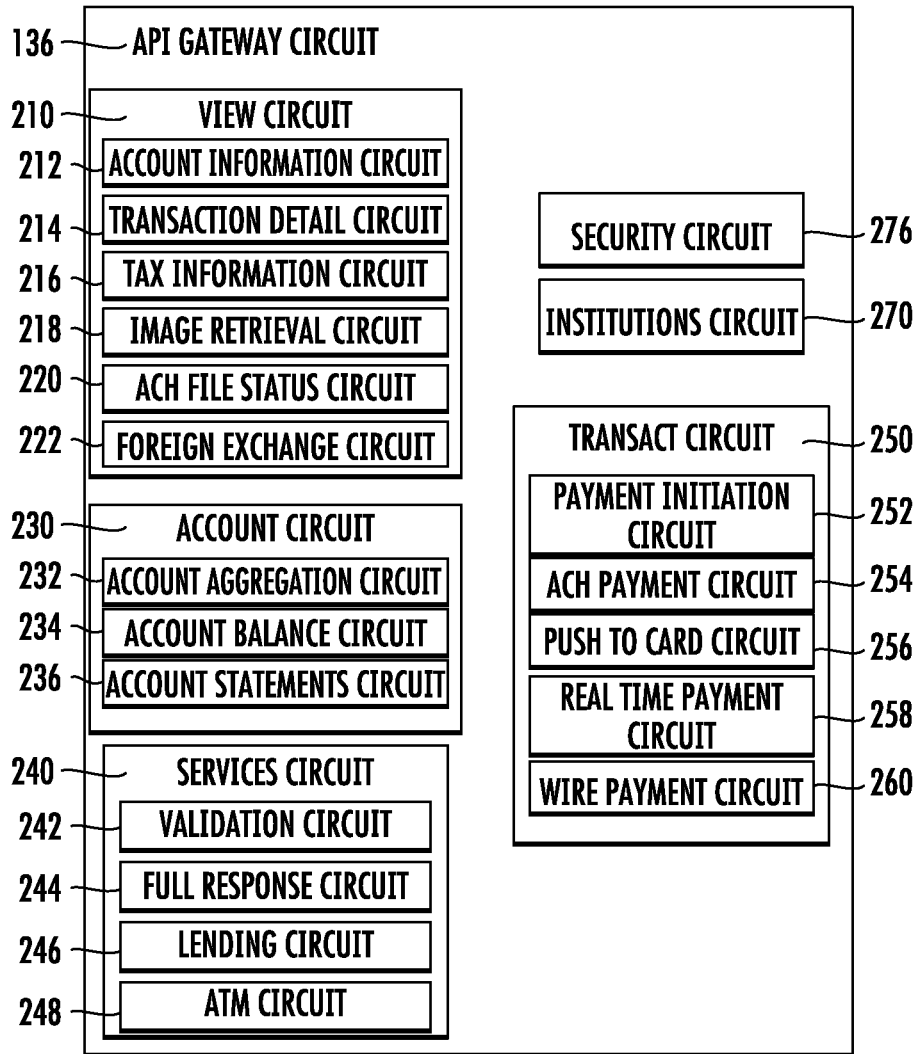 136 API GATEWAY CIRCUIT
210 VIEW CIRCUIT
212 ACCOUNT INFORMATION CIRCUIT
214 TRANSACTION DETAIL CIRCUIT
216 TAX INFORMATION CIRCUIT
218 IMAGE RETRIEVAL CIRCUIT
220 ACH FILE STATUS CIRCUIT
222 FOREIGN EXCHANGE CIRCUIT
230 ACCOUNT CIRCUIT
232 ACCOUNT AGGREGATION CIRCUIT
234 ACCOUNT BALANCE CIRCUIT
236 ACCOUNT STATEMENTS CIRCUIT
240 SERVICES CIRCUIT
242 VALIDATION CIRCUIT
244 FULL RESPONSE CIRCUIT
246 LENDING CIRCUIT
248 ATM CIRCUIT
SECURITY CIRCUIT 276
INSTITUTIONS CIRCUIT 270
TRANSACT CIRCUIT 250
PAYMENT INITIATION
CIRCUIT 252
ACH PAYMENT CIRCUIT 254
PUSH TO CARD CIRCUIT 256
REAL TIME PAYMENT
CIRCUIT 258
WIRE PAYMENT CIRCUIT 260